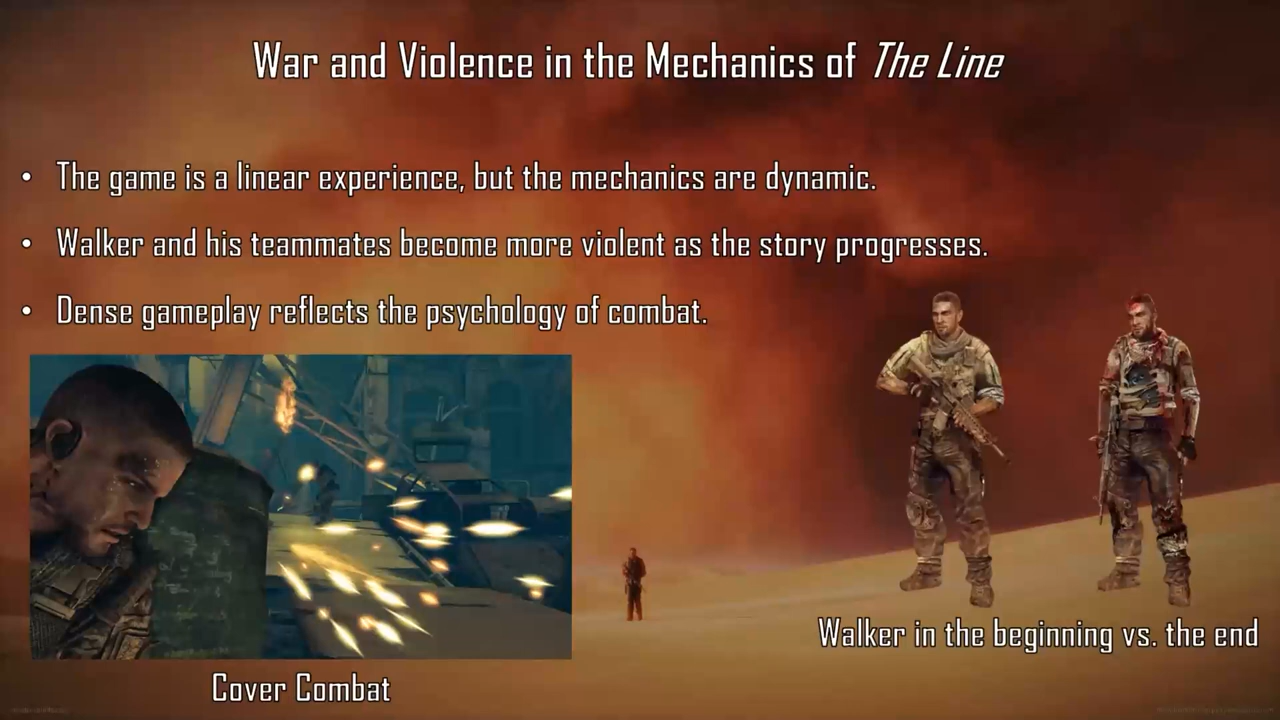 War and Violence in the Mechanics of The Line
• The game is a linear experience, but the mechanics are dynamic.
• Walker and his teammates become more violent as the story progresses.
• Dense gameplay reflects the psychology of combat.
Walker in the beginning vs. the end
Cover Combat